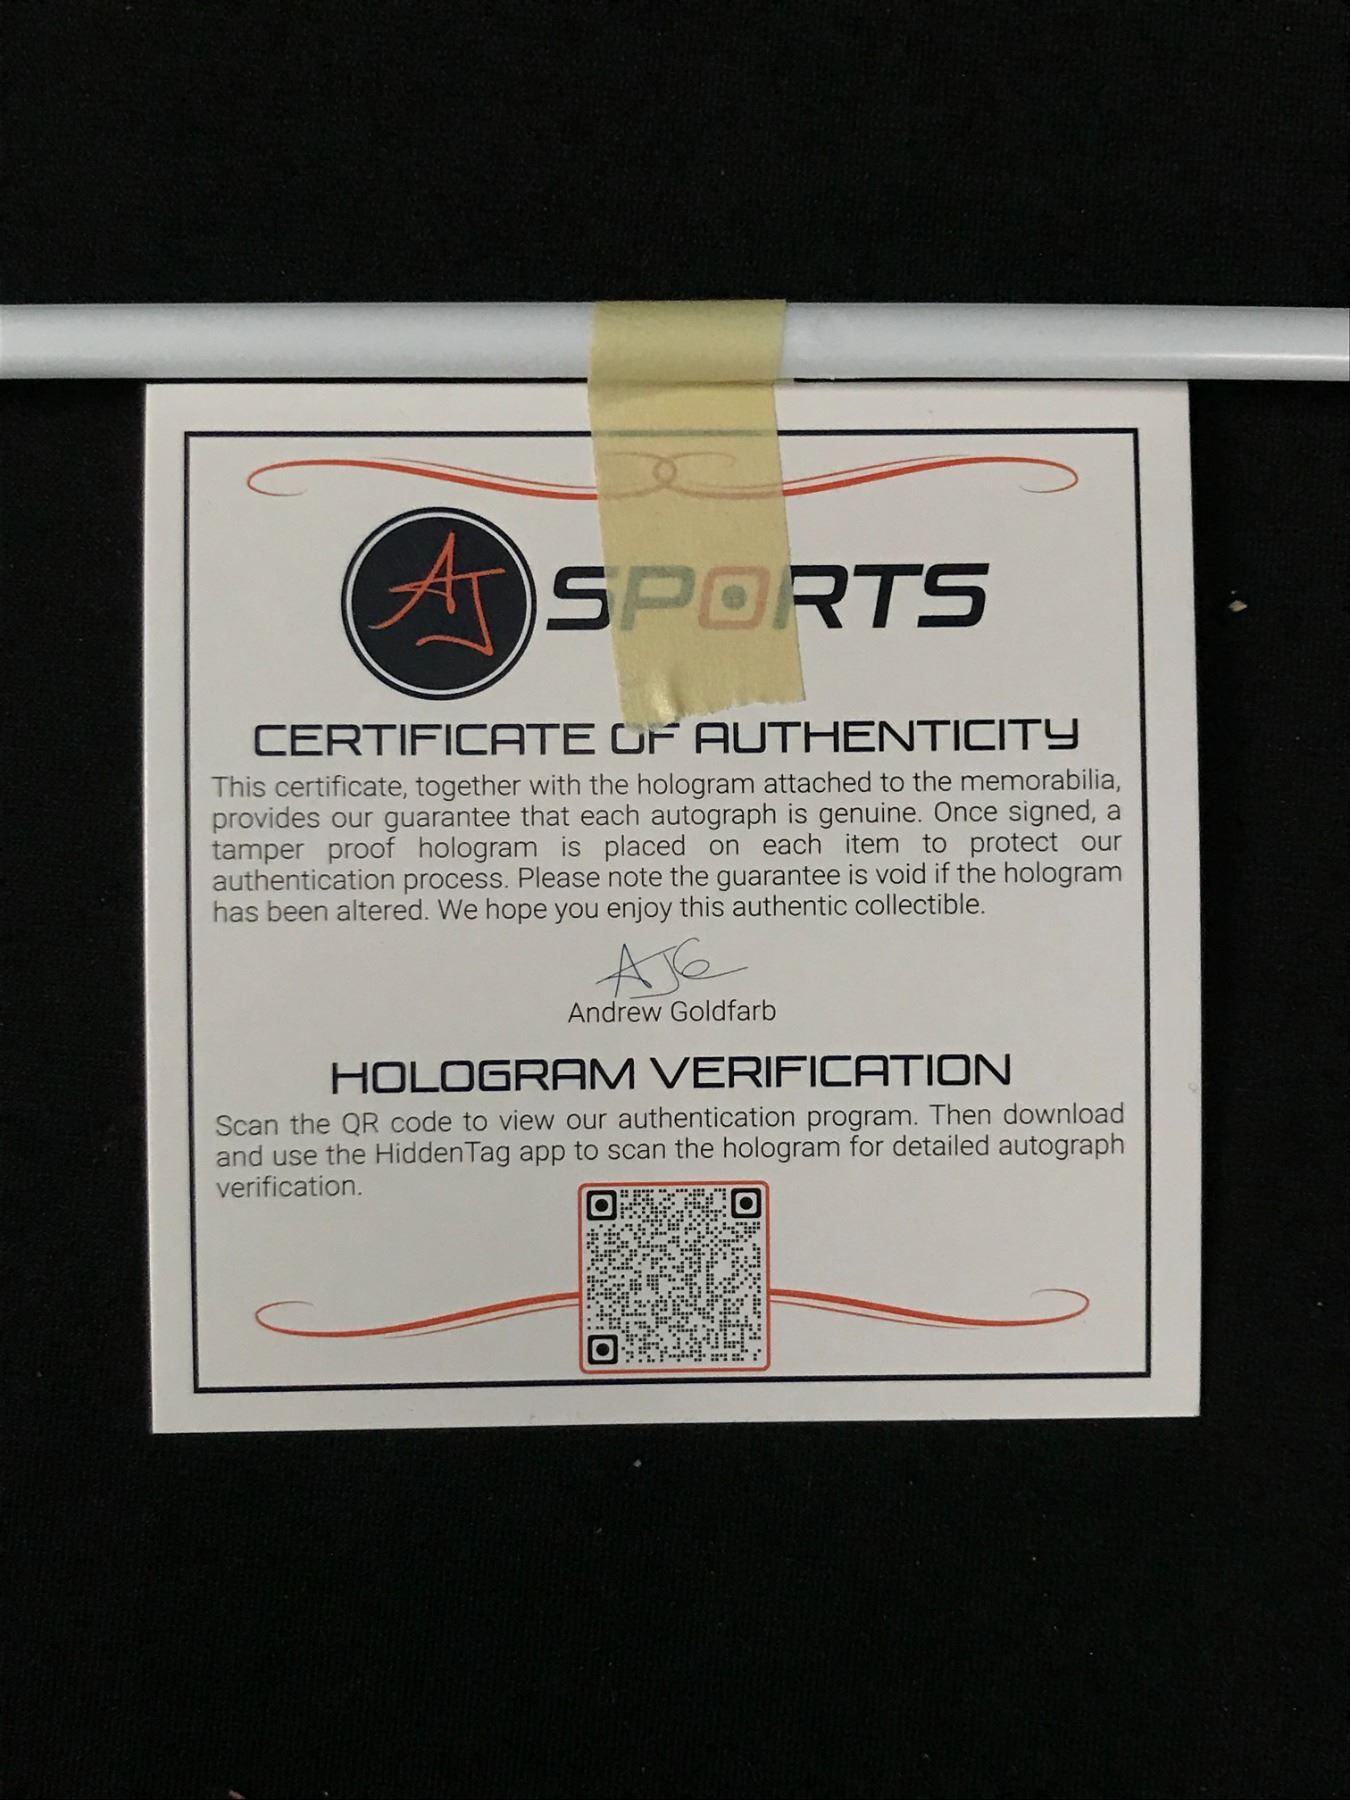 AJ SPORTS
CERTIFICATE OF AUTHENTICITY
This certificate, together with the hologram attached to the memorabilia,
provides our guarantee that each autograph is genuine. Once signed, a
tamper proof hologram is placed on each item to protect our
authentication process. Please note the guarantee is void if the hologram
has been altered. We hope you enjoy this authentic collectible.
AJG
Andrew Goldfarb
HOLOGRAM VERIFICATION
Scan the QR code to view our authentication program. Then download
and use the HiddenTag app to scan the hologram for detailed autograph
verification.